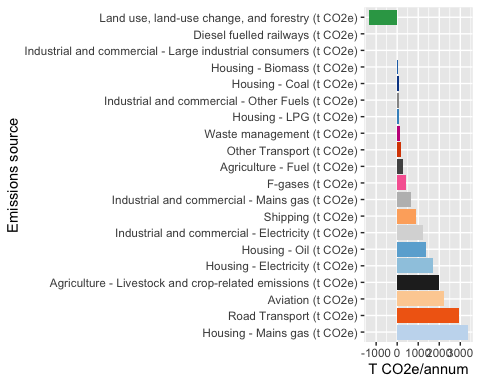 Land use, land-use change, and forestry (t CO2e)
Diesel fuelled railways (t CO2e)
Industrial and commercial - Large industrial consumers (t CO2e)
Housing - Biomass (t CO2e)
Housing - Coal (t CO2e)
Industrial and commercial - Other Fuels (t CO2e)
Housing - LPG (t CO2e)
Waste management (t CO2e)
Other Transport (t CO2e)
Agriculture - Fuel (t CO2e)
F-gases (t CO2e)
Industrial and commercial - Mains gas (t CO2e)
Shipping (t CO2e)
Industrial and commercial - Electricity (t CO2e)
Housing - Oil (t CO2e)
Housing - Electricity (t CO2e)
Agriculture - Livestock and crop-related emissions (t CO2e)
Aviation (t CO2e)
Road Transport (t CO2e)
Housing - Mains gas (t CO2e)
Emissions source
-1000 0 1000 2000 3000
T CO2e/annum